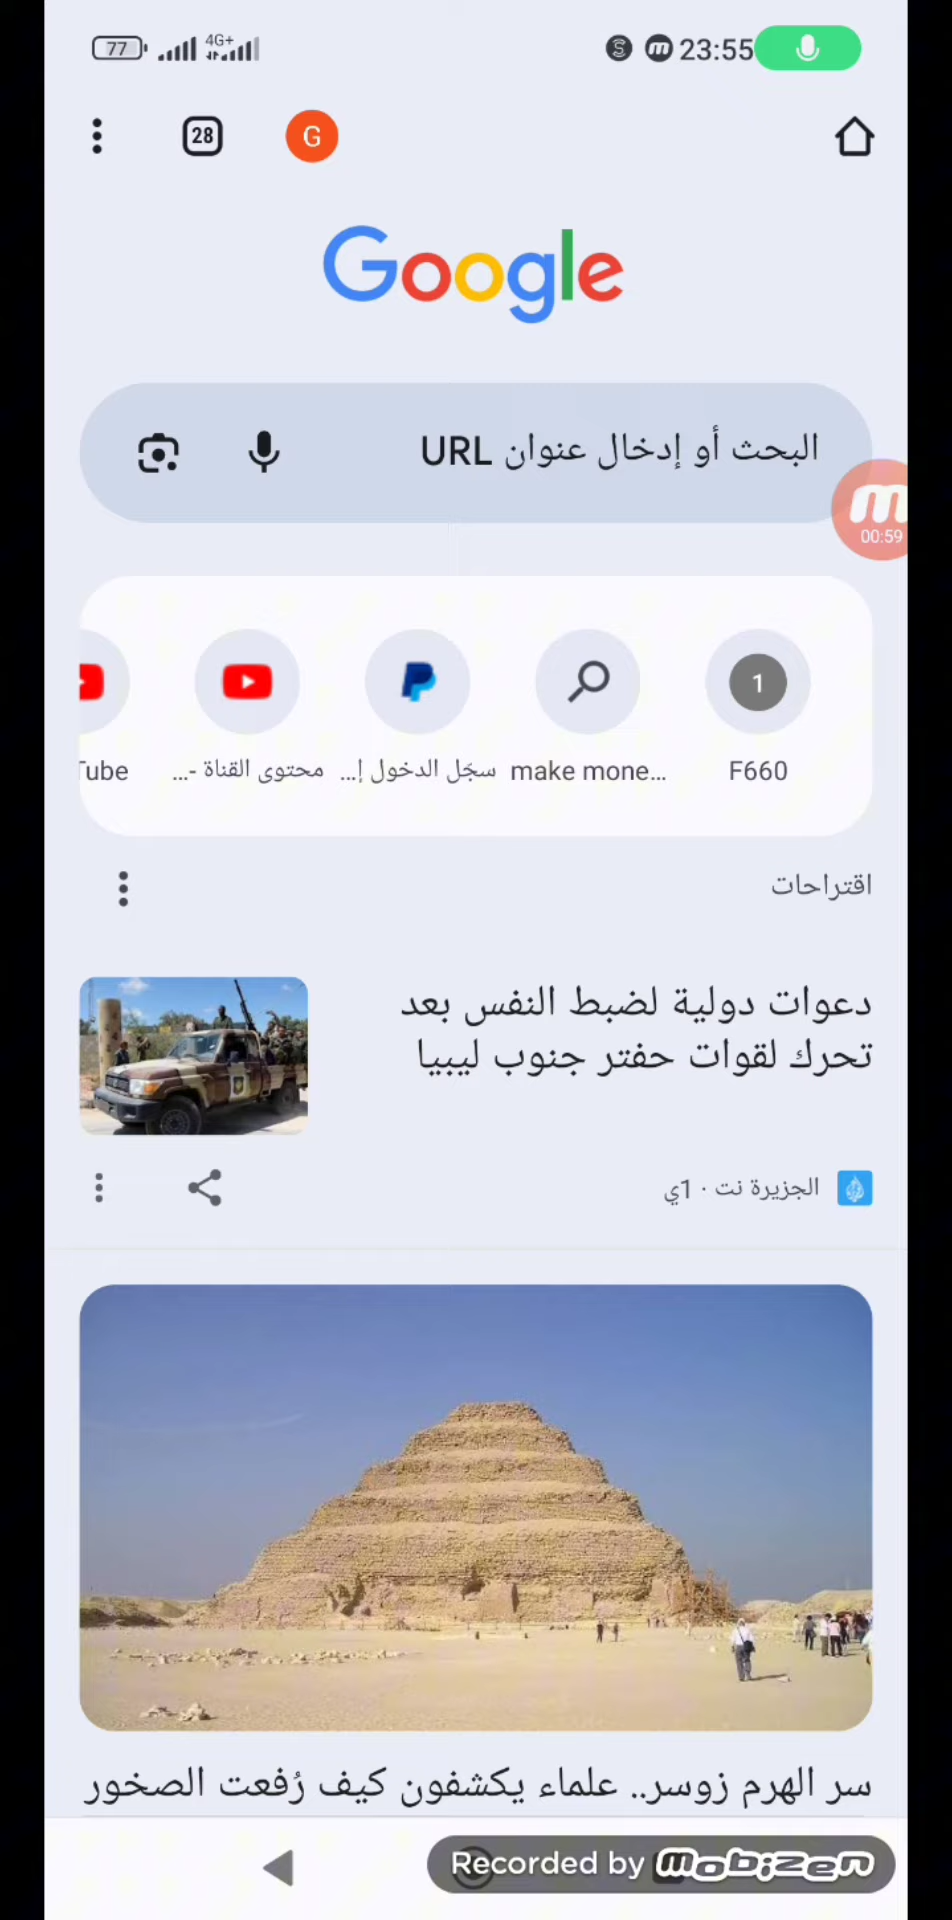 77 4G+ 23:55
28 G
Google
البحث أو إدخال عنوان URL
m
00:59
1
F660
make mone...
سجّل الدخول إ...
محتوى القناة -...
Tube
اقتراحات
دعوات دولية لضبط النفس بعد
تحرك لقوات حفتر جنوب ليبيا
الجزيرة نت · 1ي
سر الهرم زوسر.. علماء يكشفون كيف رُفعت الصخور
Recorded by mobizen